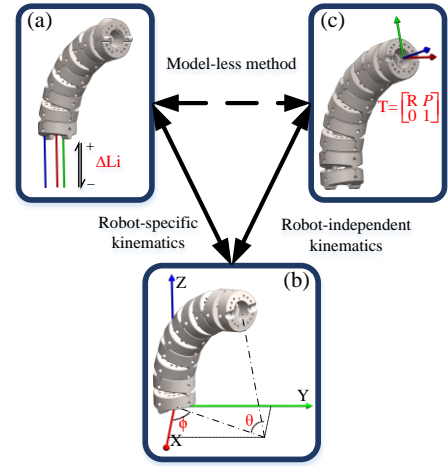 (a)
+
ΔLi
−
Model-less method
(c)
T=[R P
0 1]
Robot-specific
kinematics
Robot-independent
kinematics
(b)
Z
Y
X
ϕ
θ